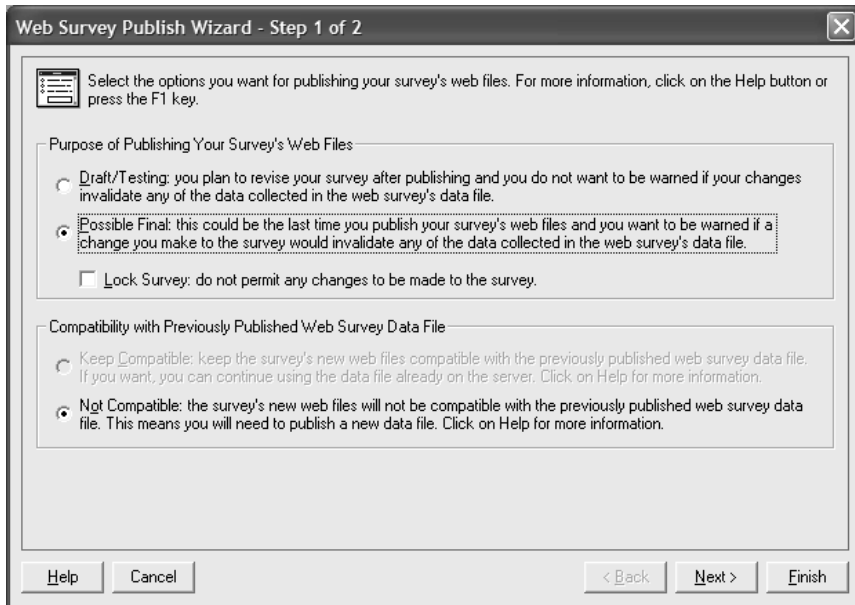 Web Survey Publish Wizard - Step 1 of 2
Select the options you want for publishing your survey's web files. For more information, click on the Help button or
press the F1 key.
Purpose of Publishing Your Survey's Web Files
Draft/Testing: you plan to revise your survey after publishing and you do not want to be warned if your changes
invalidate any of the data collected in the web survey's data file.
Possible Final: this could be the last time you publish your survey's web files and you want to be warned if a
change you make to the survey would invalidate any of the data collected in the web survey's data file.
Lock Survey: do not permit any changes to be made to the survey.
Compatibility with Previously Published Web Survey Data File
Keep Compatible: keep the survey's new web files compatible with the previously published web survey data file.
If you want, you can continue using the data file already on the server. Click on Help for more information.
Not Compatible: the survey's new web files will not be compatible with the previously published web survey data
file. This means you will need to publish a new data file. Click on Help for more information.
Help Cancel < Back Next > Finish